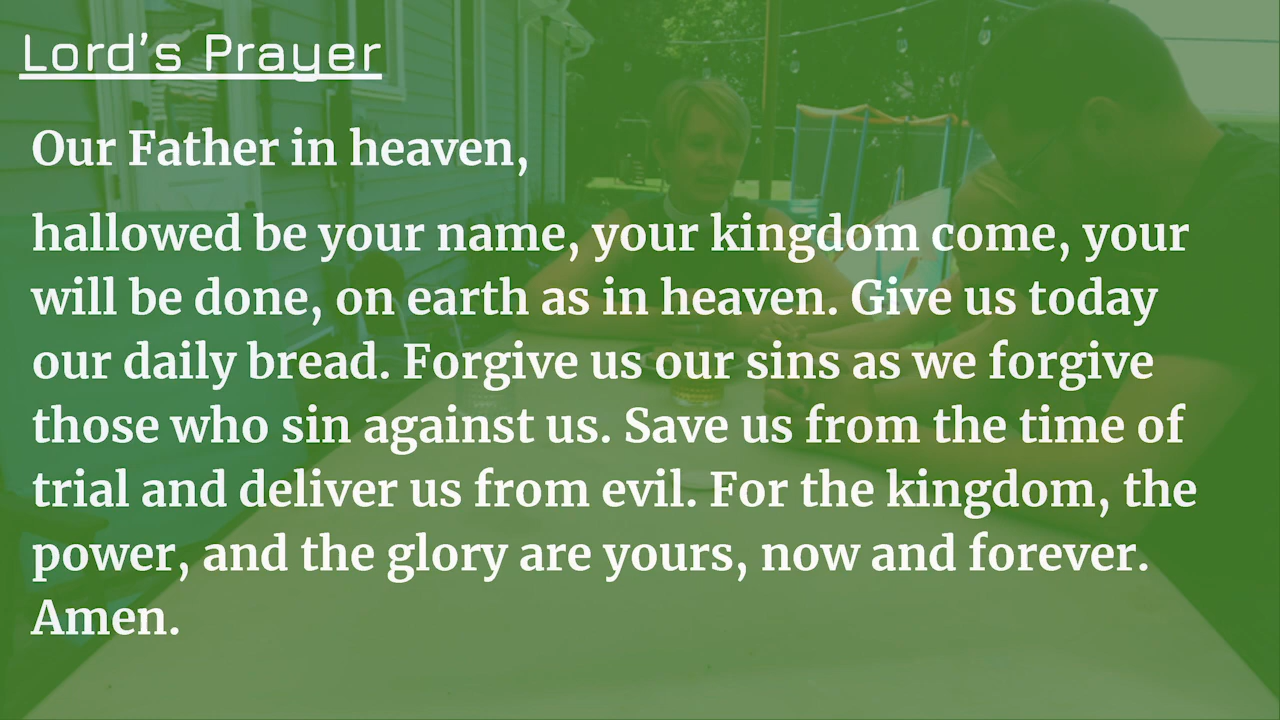 Lord's Prayer
Our Father in heaven,
hallowed be your name, your kingdom come, your
will be done, on earth as in heaven. Give us today
our daily bread. Forgive us our sins as we forgive
those who sin against us. Save us from the time of
trial and deliver us from evil. For the kingdom, the
power, and the glory are yours, now and forever.
Amen.